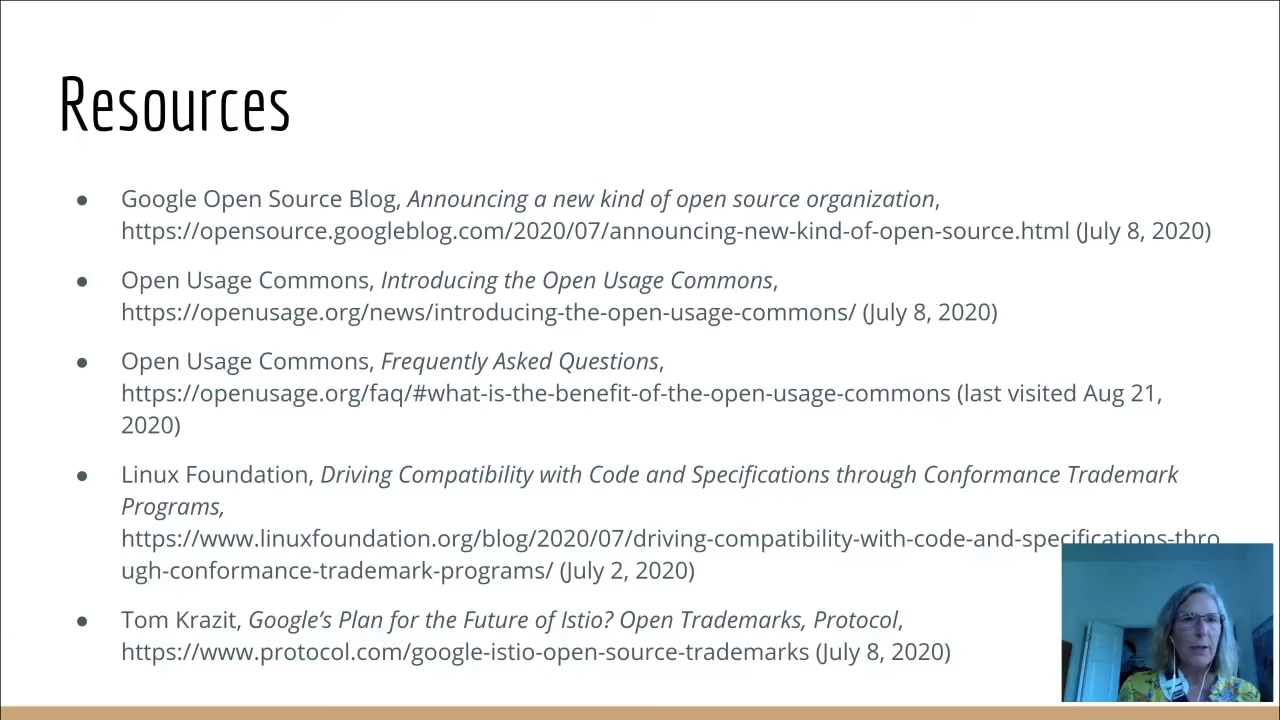 Resources
● Google Open Source Blog, Announcing a new kind of open source organization,
https://opensource.googleblog.com/2020/07/announcing-new-kind-of-open-source.html (July 8, 2020)
● Open Usage Commons, Introducing the Open Usage Commons,
https://openusage.org/news/introducing-the-open-usage-commons/ (July 8, 2020)
● Open Usage Commons, Frequently Asked Questions,
https://openusage.org/faq/#what-is-the-benefit-of-the-open-usage-commons (last visited Aug 21,
2020)
● Linux Foundation, Driving Compatibility with Code and Specifications through Conformance Trademark
Programs,
https://www.linuxfoundation.org/blog/2020/07/driving-compatibility-with-code-and-specifications-thro
ugh-conformance-trademark-programs/ (July 2, 2020)
● Tom Krazit, Google’s Plan for the Future of Istio? Open Trademarks, Protocol,
https://www.protocol.com/google-istio-open-source-trademarks (July 8, 2020)